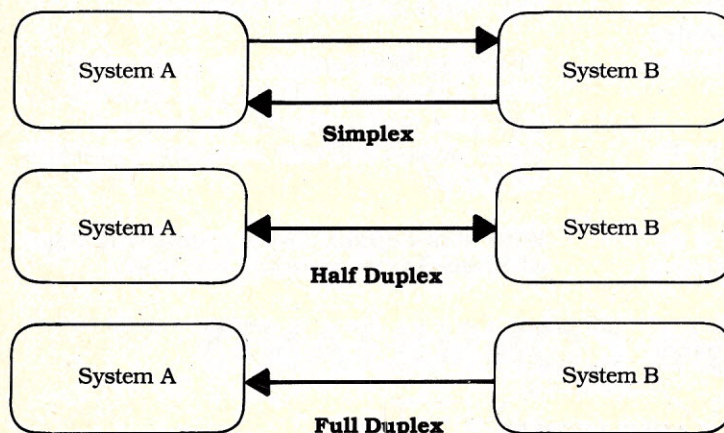 System A
System B
Simplex
System A
System B
Half Duplex
System A
System B
Full Duplex